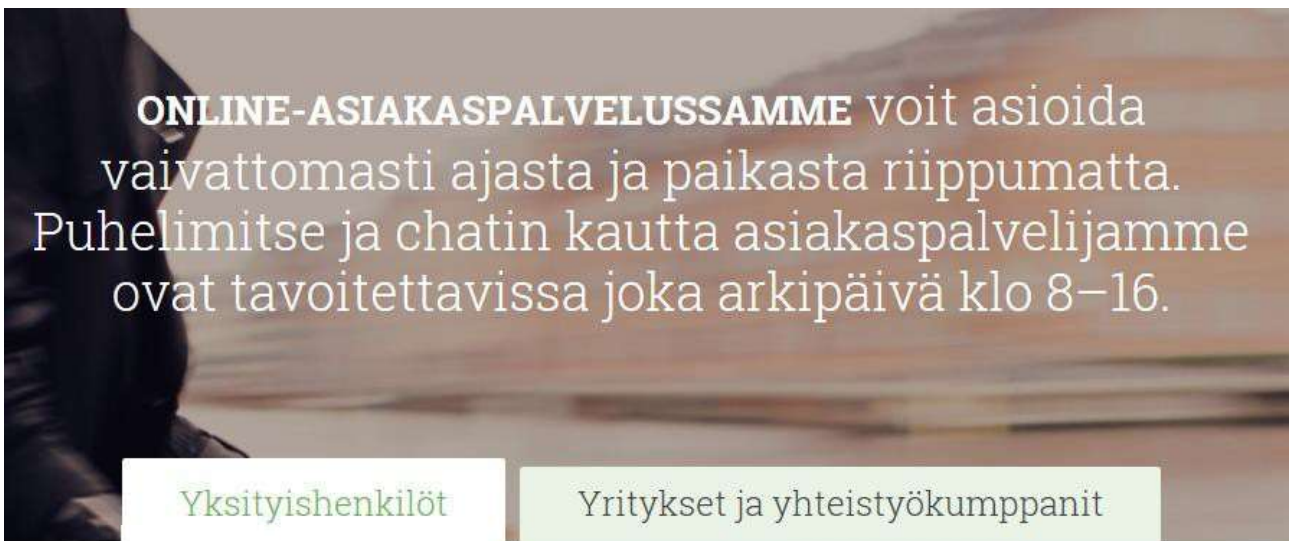 ONLINE-ASIAKASPALVELUSSAMME voit asioida
vaivattomasti ajasta ja paikasta riippumatta.
Puhelimitse ja chatin kautta asiakaspalvelijamme
ovat tavoitettavissa joka arkipäivä klo 8–16.
Yksityishenkilöt
Yritykset ja yhteistyökumppanit